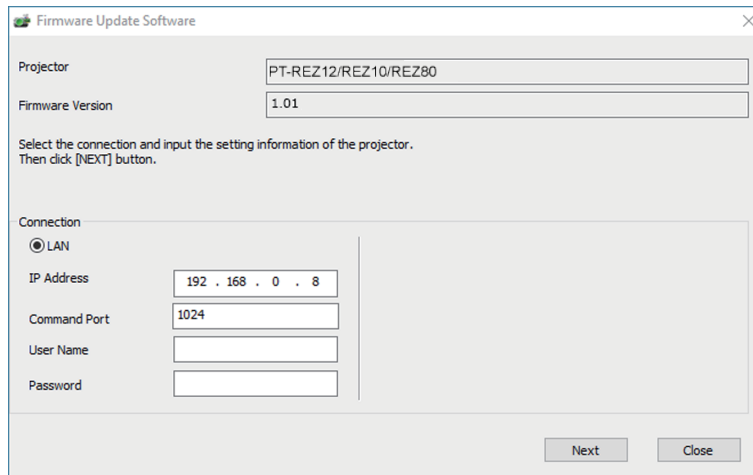 Firmware Update Software
Projector
PT-REZ12/REZ10/REZ80
Firmware Version
1.01
Select the connection and input the setting information of the projector.
Then click [NEXT] button.
Connection
LAN
IP Address
192 . 168 . 0 . 8
Command Port
1024
User Name
Password
Next
Close